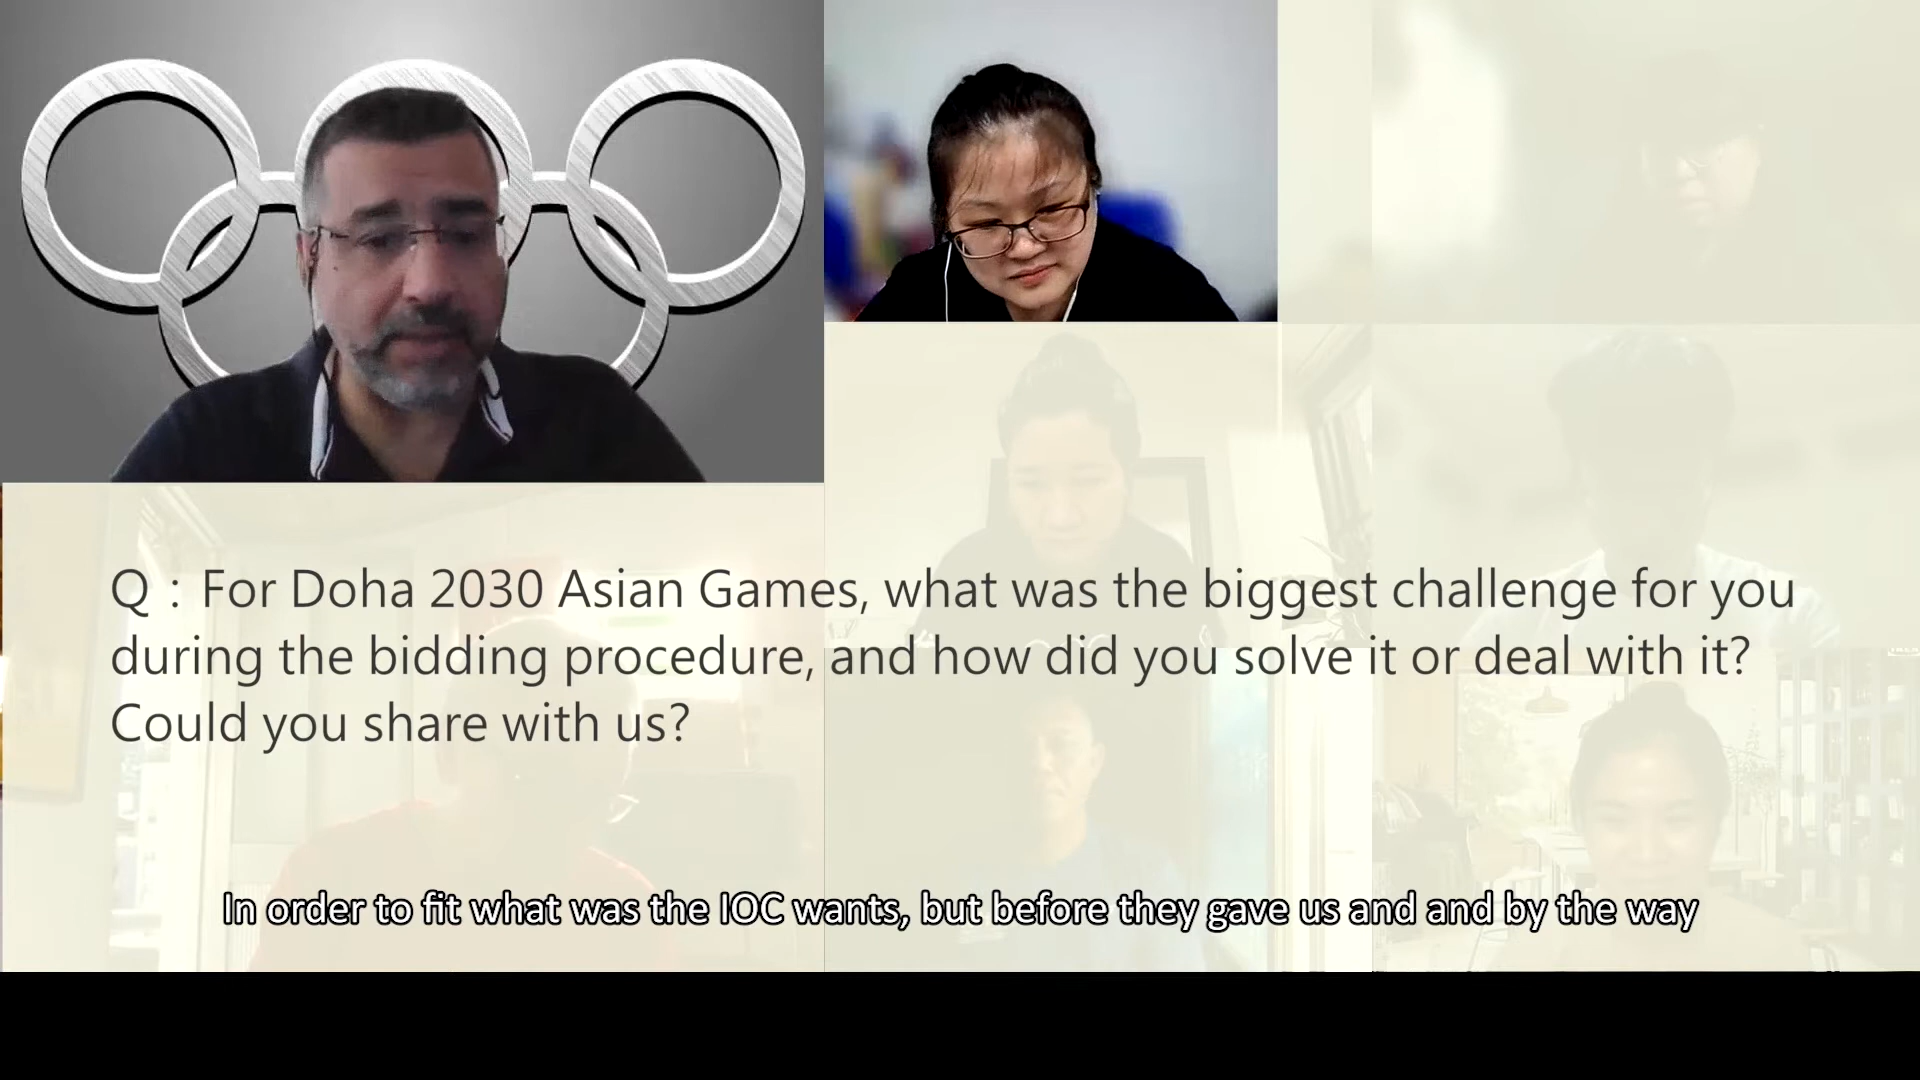 Q : For Doha 2030 Asian Games, what was the biggest challenge for you
during the bidding procedure, and how did you solve it or deal with it?
Could you share with us?
In order to fit what was the IOC wants, but before they gave us and and by the way